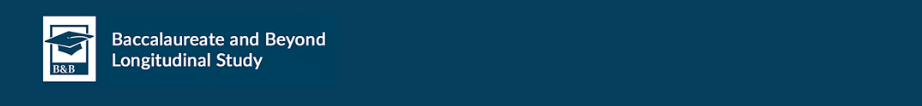 B&B
Baccalaureate and Beyond
Longitudinal Study